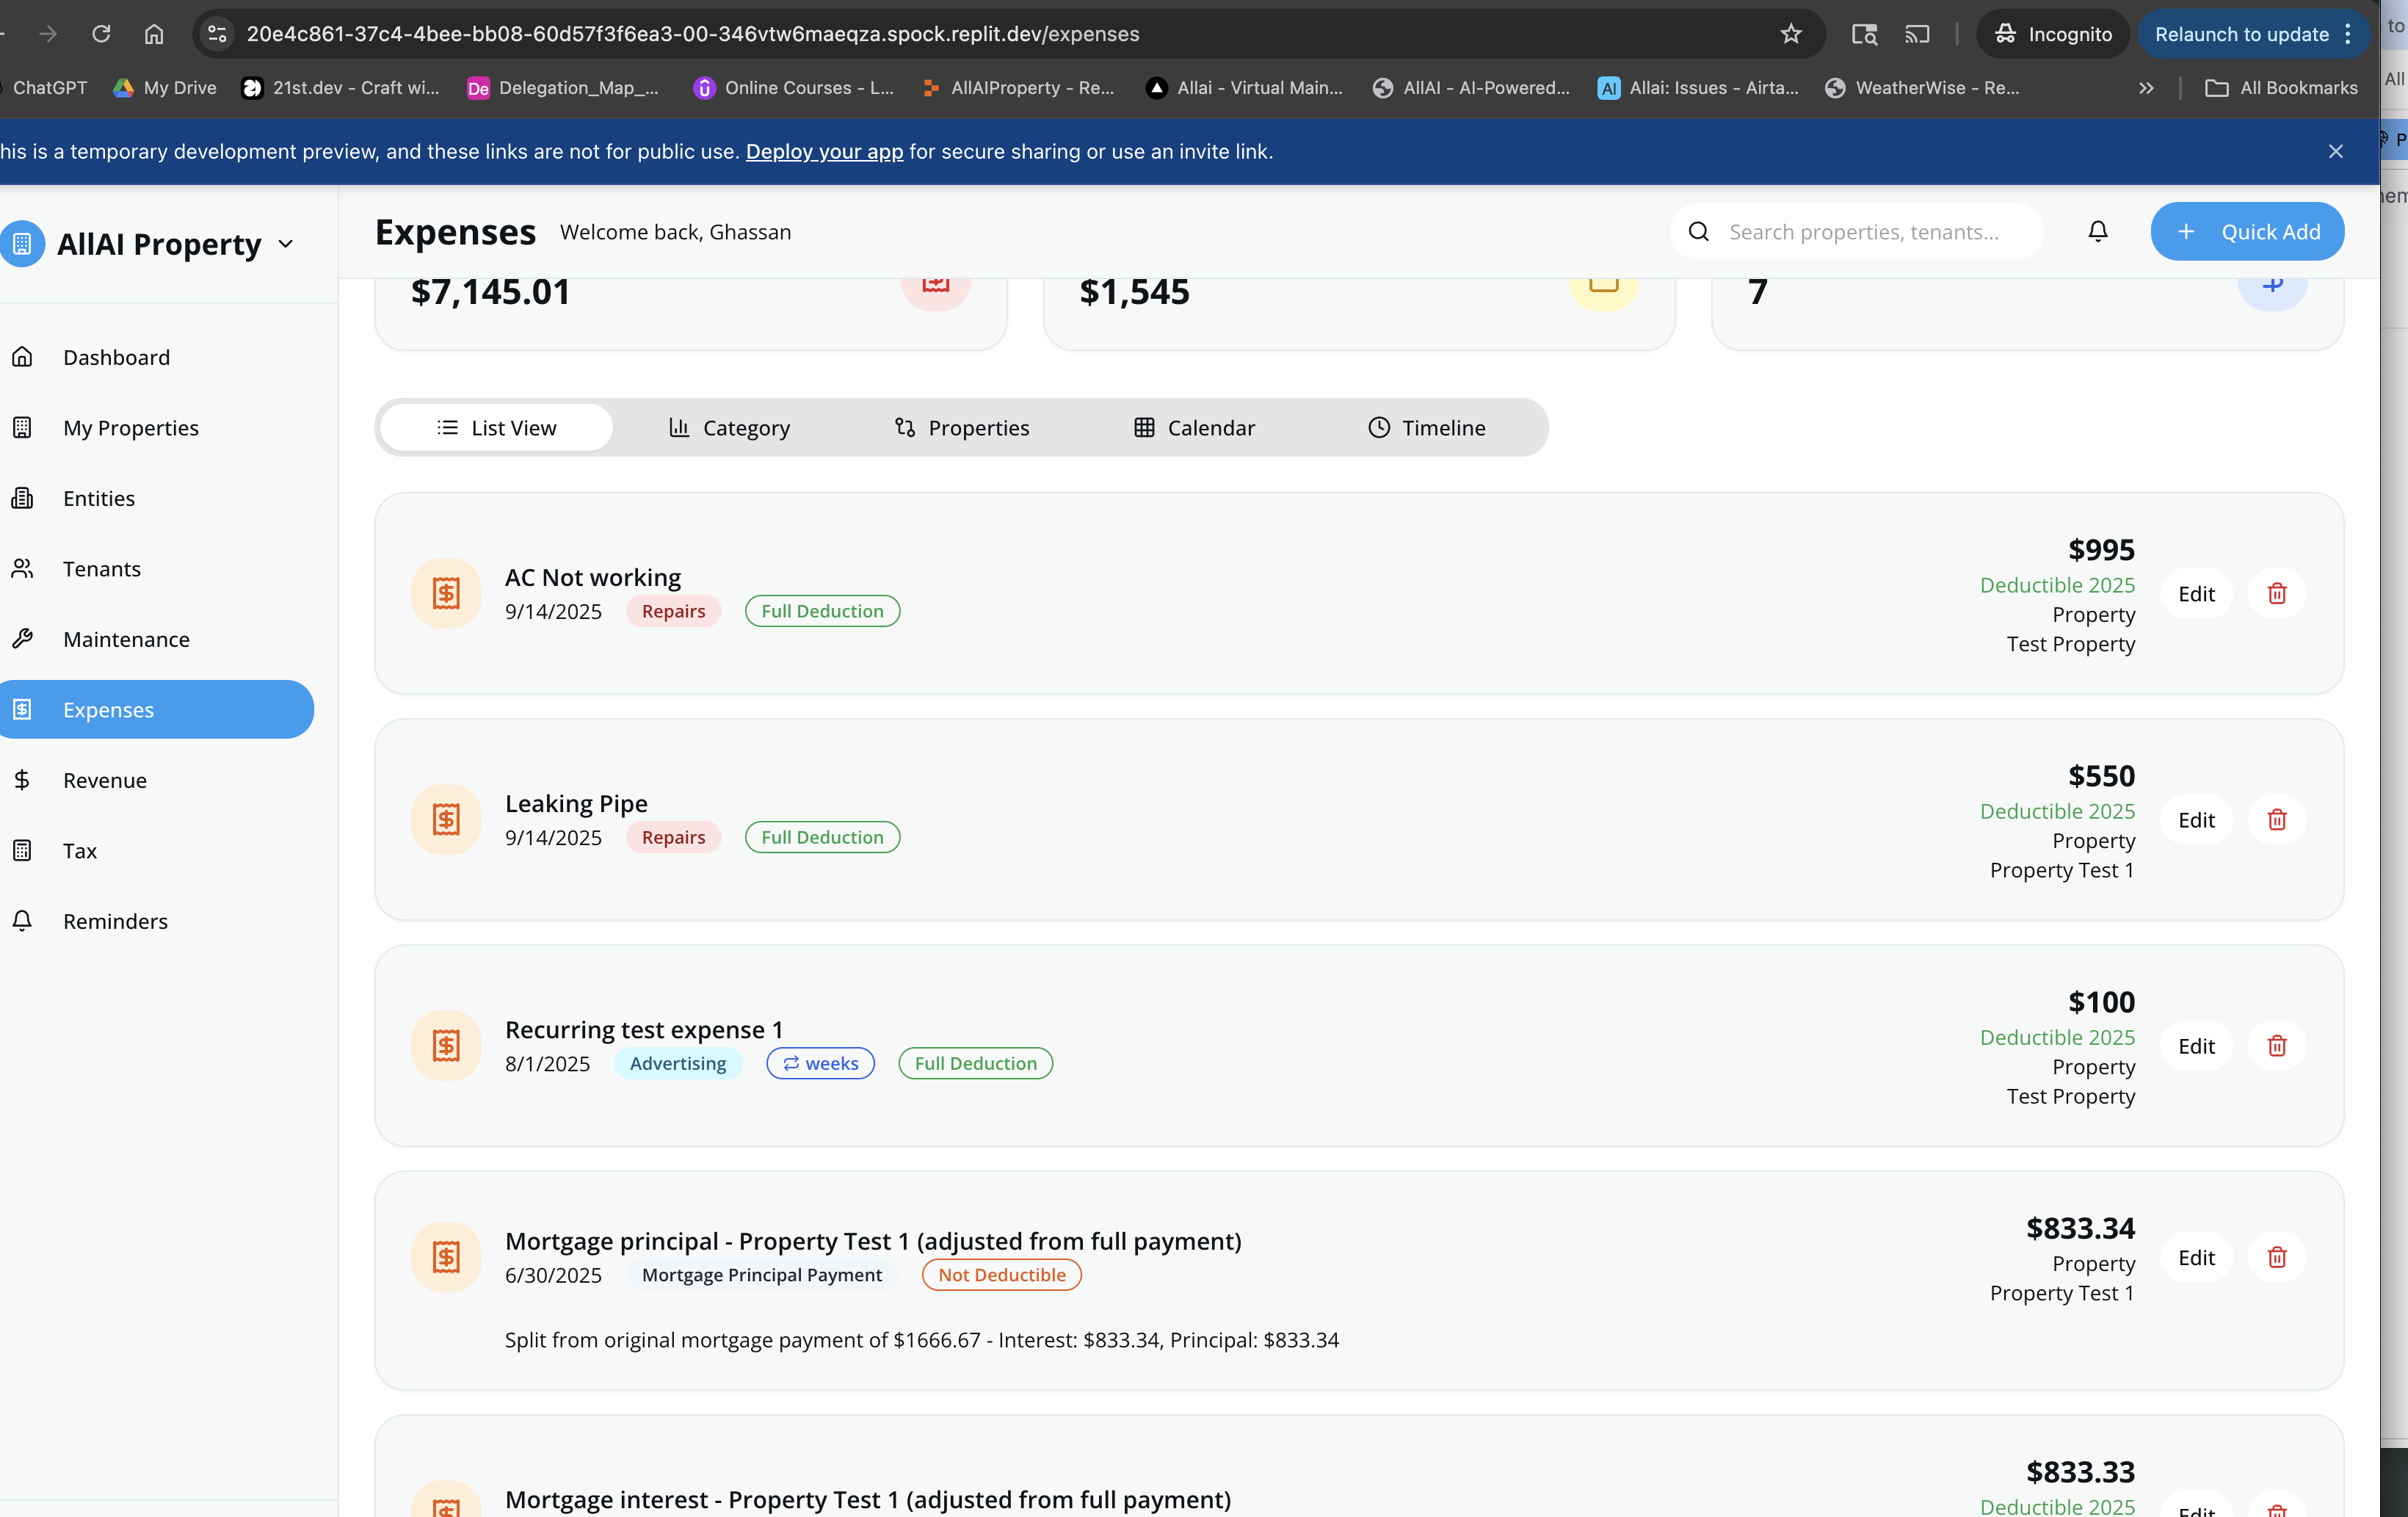 20e4c861-37c4-4bee-bb08-60d57f3f6ea3-00-346vtw6maeqza.spock.replit.dev/expenses
Incognito
Relaunch to update
ChatGPT
My Drive
21st.dev - Craft wi...
De Delegation_Map_...
Online Courses - L...
AllAIProperty - Re...
Allai - Virtual Main...
AllAI - AI-Powered...
AI Allai: Issues - Airta...
WeatherWise - Re...
All Bookmarks
his is a temporary development preview, and these links are not for public use. Deploy your app for secure sharing or use an invite link.
AllAI Property
Dashboard
My Properties
Entities
Tenants
Maintenance
Expenses
Revenue
Tax
Reminders
Expenses
Welcome back, Ghassan
Search properties, tenants...
Quick Add
$7,145.01
$1,545
7
List View
Category
Properties
Calendar
Timeline
AC Not working
9/14/2025 Repairs Full Deduction
$995
Deductible 2025
Property
Test Property
Edit
Leaking Pipe
9/14/2025 Repairs Full Deduction
$550
Deductible 2025
Property
Property Test 1
Edit
Recurring test expense 1
8/1/2025 Advertising weeks Full Deduction
$100
Deductible 2025
Property
Test Property
Edit
Mortgage principal - Property Test 1 (adjusted from full payment)
6/30/2025 Mortgage Principal Payment Not Deductible
Split from original mortgage payment of $1666.67 - Interest: $833.34, Principal: $833.34
$833.34
Property
Property Test 1
Edit
Mortgage interest - Property Test 1 (adjusted from full payment)
$833.33
Deductible 2025
Edit
to
All